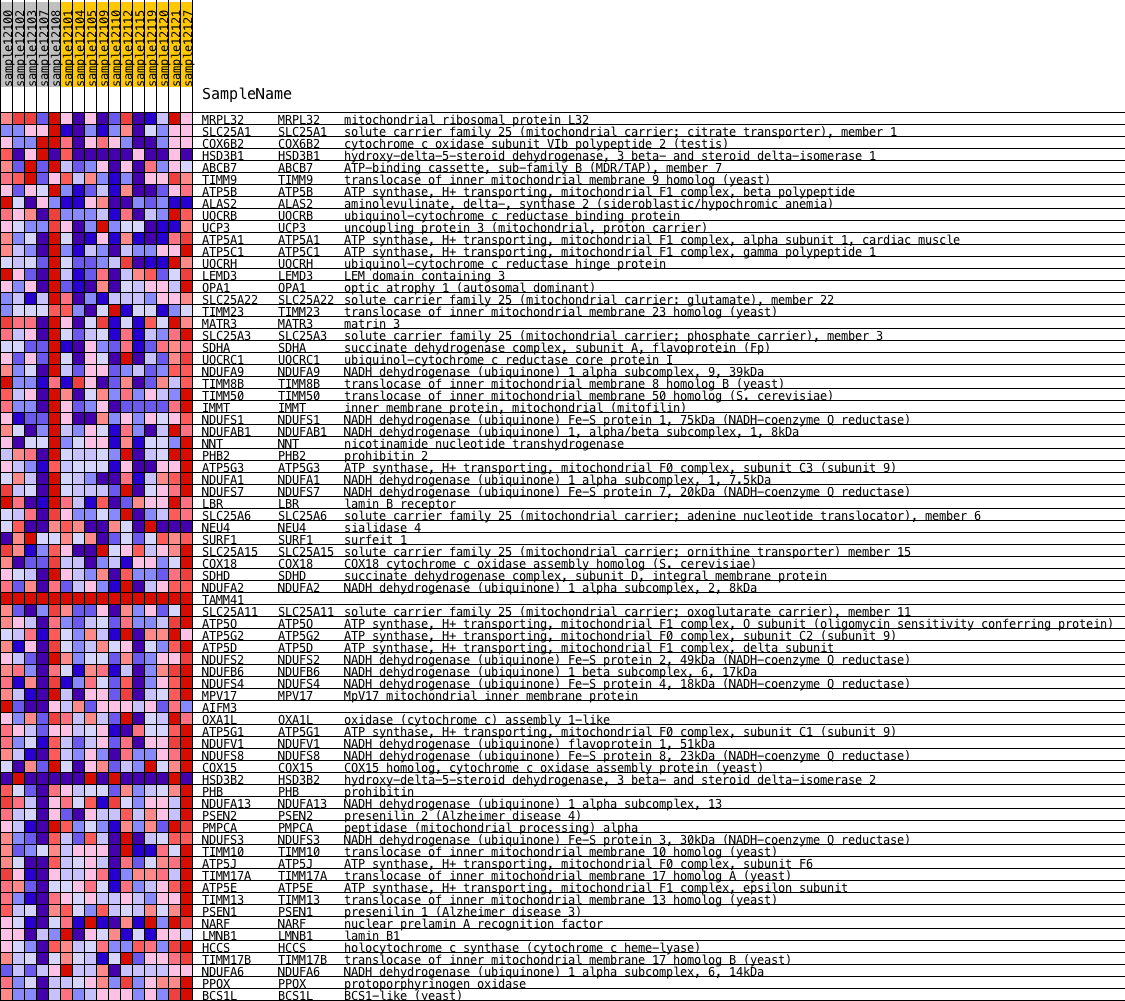 sample12100 sample12102 sample12103 sample12107 sample12108 sample12101 sample12104 sample12105 sample12109 sample12110 sample12112 sample12115 sample12119 sample12120 sample12121 sample12127
SampleName
MRPL32 MRPL32 mitochondrial ribosomal protein L32
SLC25A1 SLC25A1 solute carrier family 25 (mitochondrial carrier; citrate transporter), member 1
COX6B2 COX6B2 cytochrome c oxidase subunit VIb polypeptide 2 (testis)
HSD3B1 HSD3B1 hydroxy-delta-5-steroid dehydrogenase, 3 beta- and steroid delta-isomerase 1
ABCB7 ABCB7 ATP-binding cassette, sub-family B (MDR/TAP), member 7
TIMM9 TIMM9 translocase of inner mitochondrial membrane 9 homolog (yeast)
ATP5B ATP5B ATP synthase, H+ transporting, mitochondrial F1 complex, beta polypeptide
ALAS2 ALAS2 aminolevulinate, delta-, synthase 2 (sideroblastic/hypochromic anemia)
UQCRB UQCRB ubiquinol-cytochrome c reductase binding protein
UCP3 UCP3 uncoupling protein 3 (mitochondrial, proton carrier)
ATP5A1 ATP5A1 ATP synthase, H+ transporting, mitochondrial F1 complex, alpha subunit 1, cardiac muscle
ATP5C1 ATP5C1 ATP synthase, H+ transporting, mitochondrial F1 complex, gamma polypeptide 1
UQCRH UQCRH ubiquinol-cytochrome c reductase hinge protein
LEMD3 LEMD3 LEM domain containing 3
OPA1 OPA1 optic atrophy 1 (autosomal dominant)
SLC25A22 SLC25A22 solute carrier family 25 (mitochondrial carrier: glutamate), member 22
TIMM23 TIMM23 translocase of inner mitochondrial membrane 23 homolog (yeast)
MATR3 MATR3 matrin 3
SLC25A3 SLC25A3 solute carrier family 25 (mitochondrial carrier; phosphate carrier), member 3
SDHA SDHA succinate dehydrogenase complex, subunit A, flavoprotein (Fp)
UQCRC1 UQCRC1 ubiquinol-cytochrome c reductase core protein I
NDUFA9 NDUFA9 NADH dehydrogenase (ubiquinone) 1 alpha subcomplex, 9, 39kDa
TIMM8B TIMM8B translocase of inner mitochondrial membrane 8 homolog B (yeast)
TIMM50 TIMM50 translocase of inner mitochondrial membrane 50 homolog (S. cerevisiae)
IMMT IMMT inner membrane protein, mitochondrial (mitofilin)
NDUFS1 NDUFS1 NADH dehydrogenase (ubiquinone) Fe-S protein 1, 75kDa (NADH-coenzyme Q reductase)
NDUFAB1 NDUFAB1 NADH dehydrogenase (ubiquinone) 1, alpha/beta subcomplex, 1, 8kDa
NNT NNT nicotinamide nucleotide transhydrogenase
PHB2 PHB2 prohibitin 2
ATP5G3 ATP5G3 ATP synthase, H+ transporting, mitochondrial F0 complex, subunit C3 (subunit 9)
NDUFA1 NDUFA1 NADH dehydrogenase (ubiquinone) 1 alpha subcomplex, 1, 7.5kDa
NDUFS7 NDUFS7 NADH dehydrogenase (ubiquinone) Fe-S protein 7, 20kDa (NADH-coenzyme Q reductase)
LBR LBR lamin B receptor
SLC25A6 SLC25A6 solute carrier family 25 (mitochondrial carrier; adenine nucleotide translocator), member 6
NEU4 NEU4 sialidase 4
SURF1 SURF1 surfeit 1
SLC25A15 SLC25A15 solute carrier family 25 (mitochondrial carrier; ornithine transporter) member 15
COX18 COX18 COX18 cytochrome c oxidase assembly homolog (S. cerevisiae)
SDHD SDHD succinate dehydrogenase complex, subunit D, integral membrane protein
NDUFA2 NDUFA2 NADH dehydrogenase (ubiquinone) 1 alpha subcomplex, 2, 8kDa
TAMM41
SLC25A11 SLC25A11 solute carrier family 25 (mitochondrial carrier; oxoglutarate carrier), member 11
ATP5O ATP5O ATP synthase, H+ transporting, mitochondrial F1 complex, O subunit (oligomycin sensitivity conferring protein)
ATP5G2 ATP5G2 ATP synthase, H+ transporting, mitochondrial F0 complex, subunit C2 (subunit 9)
ATP5D ATP5D ATP synthase, H+ transporting, mitochondrial F1 complex, delta subunit
NDUFS2 NDUFS2 NADH dehydrogenase (ubiquinone) Fe-S protein 2, 49kDa (NADH-coenzyme Q reductase)
NDUFB6 NDUFB6 NADH dehydrogenase (ubiquinone) 1 beta subcomplex, 6, 17kDa
NDUFS4 NDUFS4 NADH dehydrogenase (ubiquinone) Fe-S protein 4, 18kDa (NADH-coenzyme Q reductase)
MPV17 MPV17 MpV17 mitochondrial inner membrane protein
AIFM3
OXA1L OXA1L oxidase (cytochrome c) assembly 1-like
ATP5G1 ATP5G1 ATP synthase, H+ transporting, mitochondrial F0 complex, subunit C1 (subunit 9)
NDUFV1 NDUFV1 NADH dehydrogenase (ubiquinone) flavoprotein 1, 51kDa
NDUFS8 NDUFS8 NADH dehydrogenase (ubiquinone) Fe-S protein 8, 23kDa (NADH-coenzyme Q reductase)
COX15 COX15 COX15 homolog, cytochrome c oxidase assembly protein (yeast)
HSD3B2 HSD3B2 hydroxy-delta-5-steroid dehydrogenase, 3 beta- and steroid delta-isomerase 2
PHB PHB prohibitin
NDUFA13 NDUFA13 NADH dehydrogenase (ubiquinone) 1 alpha subcomplex, 13
PSEN2 PSEN2 presenilin 2 (Alzheimer disease 4)
PMPCA PMPCA peptidase (mitochondrial processing) alpha
NDUFS3 NDUFS3 NADH dehydrogenase (ubiquinone) Fe-S protein 3, 30kDa (NADH-coenzyme Q reductase)
TIMM10 TIMM10 translocase of inner mitochondrial membrane 10 homolog (yeast)
ATP5J ATP5J ATP synthase, H+ transporting, mitochondrial F0 complex, subunit F6
TIMM17A TIMM17A translocase of inner mitochondrial membrane 17 homolog A (yeast)
ATP5E ATP5E ATP synthase, H+ transporting, mitochondrial F1 complex, epsilon subunit
TIMM13 TIMM13 translocase of inner mitochondrial membrane 13 homolog (yeast)
PSEN1 PSEN1 presenilin 1 (Alzheimer disease 3)
NARF NARF nuclear prelamin A recognition factor
LMNB1 LMNB1 lamin B1
HCCS HCCS holocytochrome c synthase (cytochrome c heme-lyase)
TIMM17B TIMM17B translocase of inner mitochondrial membrane 17 homolog B (yeast)
NDUFA6 NDUFA6 NADH dehydrogenase (ubiquinone) 1 alpha subcomplex, 6, 14kDa
PPOX PPOX protoporphyrinogen oxidase
BCS1L BCS1L BCS1-like (yeast)